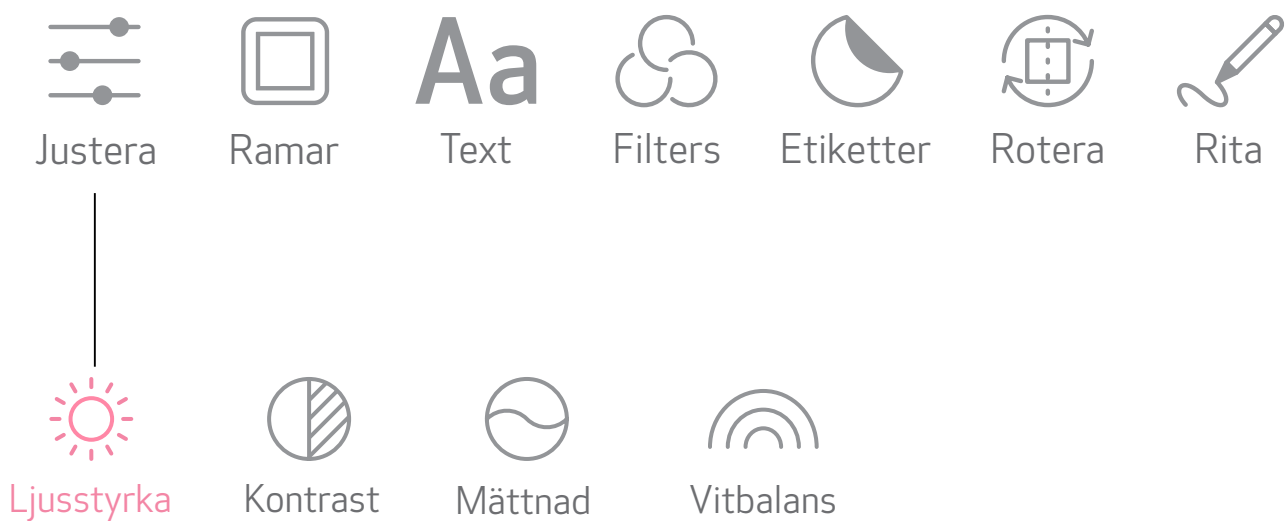 Aa
Justera Ramar Text Filters Etiketter Rotera Rita
Ljusstyrka Kontrast Mättnad Vitbalans